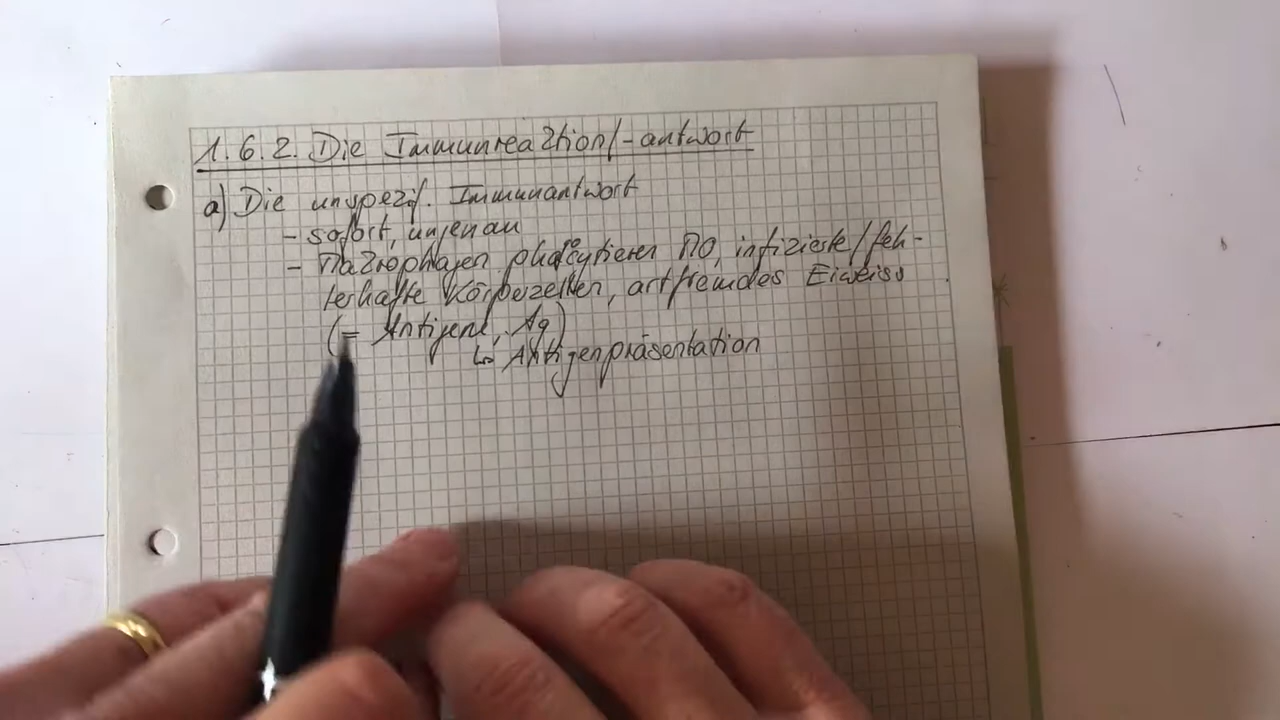 1.6.2. Die Immunreaktion/-antwort
a) Die unspezif. Immunantwort
- sofort, ungenau
- Makrophagen phagozytieren MO, infizierte/feh-
lerhafte Körperzellen, artfremdes Eiweiss
(= Antigene, Ag)
↳ Antigenpräsentation